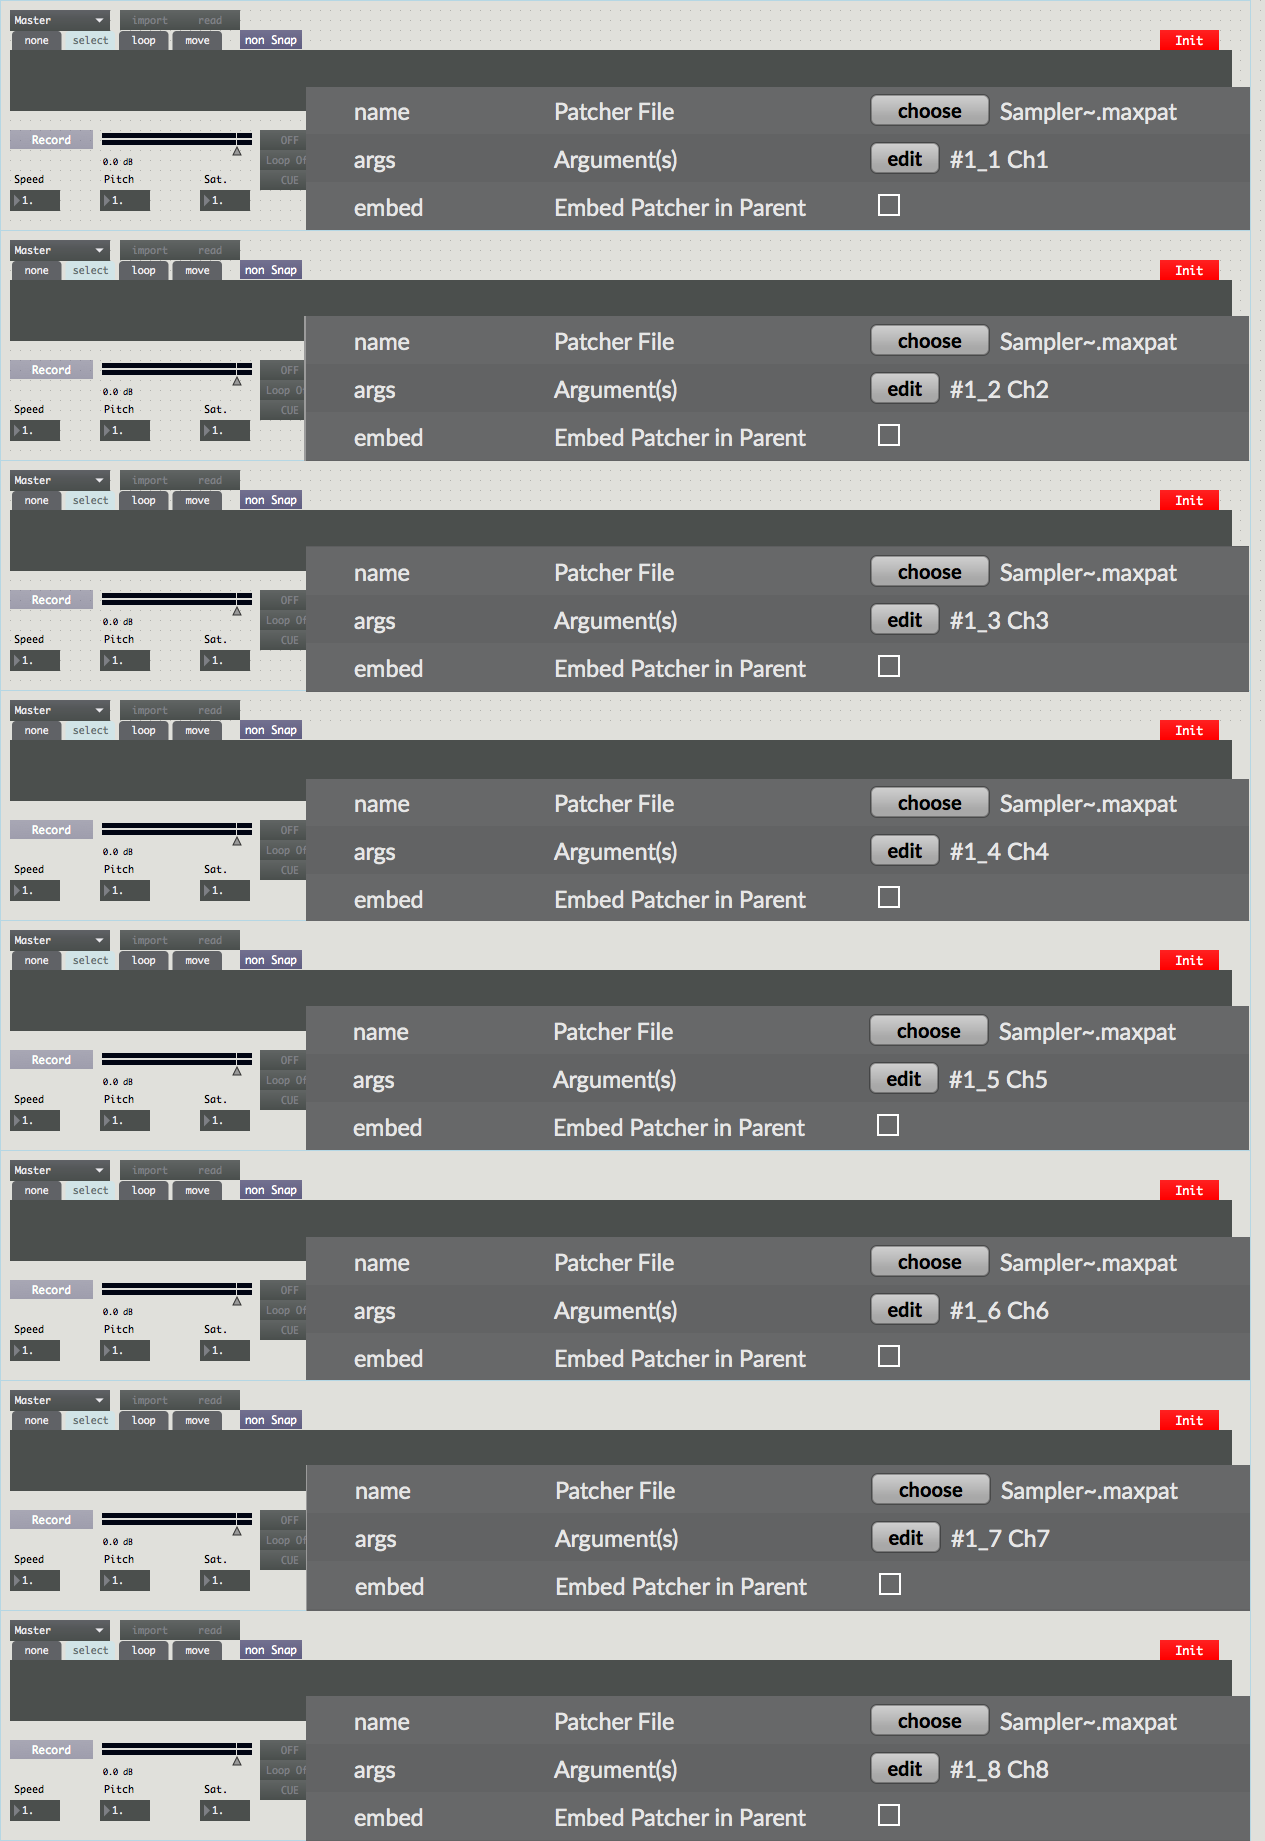 Master import read
none select loop move non Snap Init
name Patcher File choose Sampler~.maxpat
Record OFF
args Argument(s) edit #1_1 Ch1
0.0 dB Loop Of
Speed Pitch Sat. CUE
1. 1. 1.
embed Embed Patcher in Parent
Master import read
none select loop move non Snap Init
name Patcher File choose Sampler~.maxpat
Record OFF
args Argument(s) edit #1_2 Ch2
0.0 dB Loop Of
Speed Pitch Sat. CUE
1. 1. 1.
embed Embed Patcher in Parent
Master import read
none select loop move non Snap Init
name Patcher File choose Sampler~.maxpat
Record OFF
args Argument(s) edit #1_3 Ch3
0.0 dB Loop Of
Speed Pitch Sat. CUE
1. 1. 1.
embed Embed Patcher in Parent
Master import read
none select loop move non Snap Init
name Patcher File choose Sampler~.maxpat
Record OFF
args Argument(s) edit #1_4 Ch4
0.0 dB Loop Of
Speed Pitch Sat. CUE
1. 1. 1.
embed Embed Patcher in Parent
Master import read
none select loop move non Snap Init
name Patcher File choose Sampler~.maxpat
Record OFF
args Argument(s) edit #1_5 Ch5
0.0 dB Loop Of
Speed Pitch Sat. CUE
1. 1. 1.
embed Embed Patcher in Parent
Master import read
none select loop move non Snap Init
name Patcher File choose Sampler~.maxpat
Record OFF
args Argument(s) edit #1_6 Ch6
0.0 dB Loop Of
Speed Pitch Sat. CUE
1. 1. 1.
embed Embed Patcher in Parent
Master import read
none select loop move non Snap Init
name Patcher File choose Sampler~.maxpat
Record OFF
args Argument(s) edit #1_7 Ch7
0.0 dB Loop Of
Speed Pitch Sat. CUE
1. 1. 1.
embed Embed Patcher in Parent
Master import read
none select loop move non Snap Init
name Patcher File choose Sampler~.maxpat
Record OFF
args Argument(s) edit #1_8 Ch8
0.0 dB Loop Of
Speed Pitch Sat. CUE
1. 1. 1.
embed Embed Patcher in Parent